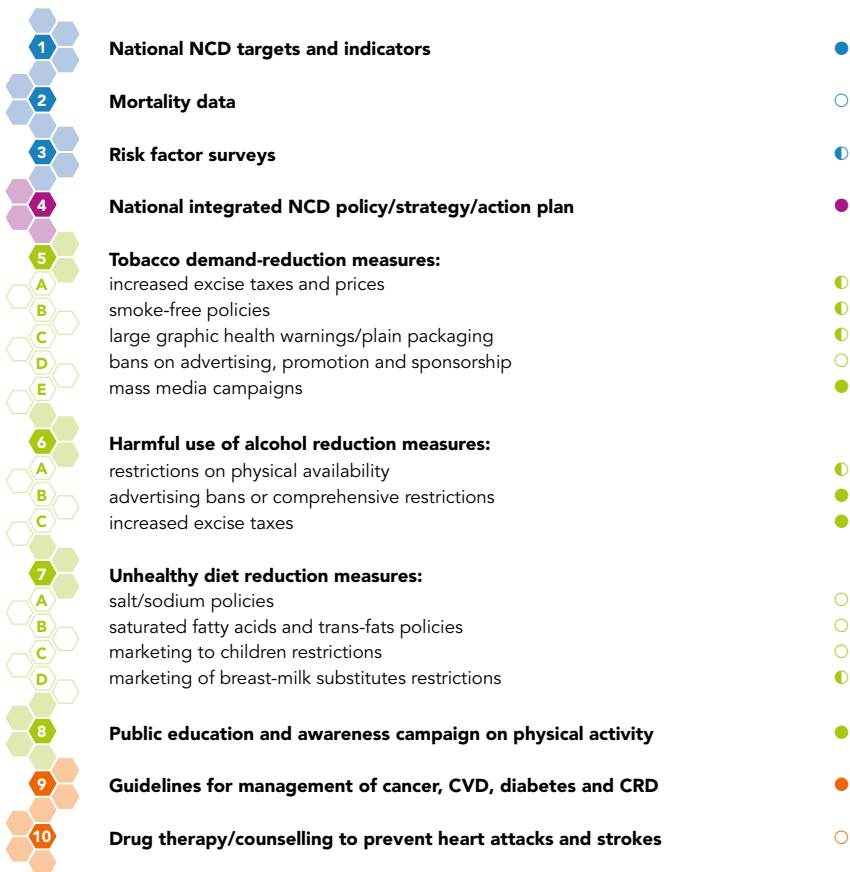 1 National NCD targets and indicators
2 Mortality data
3 Risk factor surveys
4 National integrated NCD policy/strategy/action plan
5 Tobacco demand-reduction measures:
A increased excise taxes and prices
B smoke-free policies
C large graphic health warnings/plain packaging
D bans on advertising, promotion and sponsorship
E mass media campaigns
6 Harmful use of alcohol reduction measures:
A restrictions on physical availability
B advertising bans or comprehensive restrictions
C increased excise taxes
7 Unhealthy diet reduction measures:
A salt/sodium policies
B saturated fatty acids and trans-fats policies
C marketing to children restrictions
D marketing of breast-milk substitutes restrictions
8 Public education and awareness campaign on physical activity
9 Guidelines for management of cancer, CVD, diabetes and CRD
10 Drug therapy/counselling to prevent heart attacks and strokes